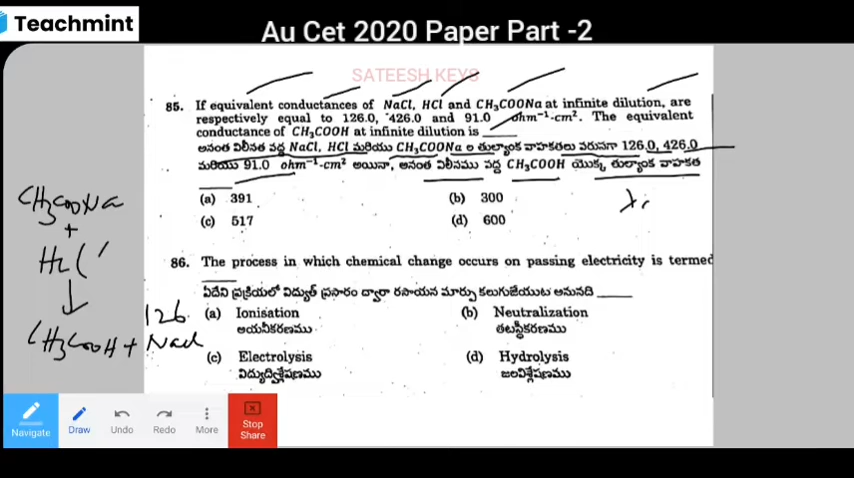 Teachmint
Au Cet 2020 Paper Part -2
SATEESH KEYS
85. If equivalent conductances of NaCl, HCl and CH₃COONa at infinite dilution, are
respectively equal to 126.0, 426.0 and 91.0 ohm⁻¹-cm². The equivalent
conductance of CH₃COOH at infinite dilution is ____
అనంత విలీనత వద్ద NaCl, HCl మరియు CH₃COONa ల తుల్యాంక వాహకతలు వరుసగా 126.0, 426.0
మరియు 91.0 ohm⁻¹-cm² అయినా, అనంత విలీనము వద్ద CH₃COOH యొక్క తుల్యాంక వాహకత
____
(a) 391 (b) 300
(c) 517 (d) 600
86. The process in which chemical change occurs on passing electricity is termed
____
ఏదేని ప్రక్రియలో విద్యుత్ ప్రసారం ద్వారా రసాయన మార్పు కలుగుజేయుట అనునది ____
(a) Ionisation (b) Neutralization
అయనీకరణము తటస్థీకరణము
(c) Electrolysis (d) Hydrolysis
విద్యుద్విశ్లేషణము జలవిశ్లేషణము
CH₃COONa
+
HCl
↓
126
CH₃COOH + NaCl
Navigate Draw Undo Redo More Stop
Share